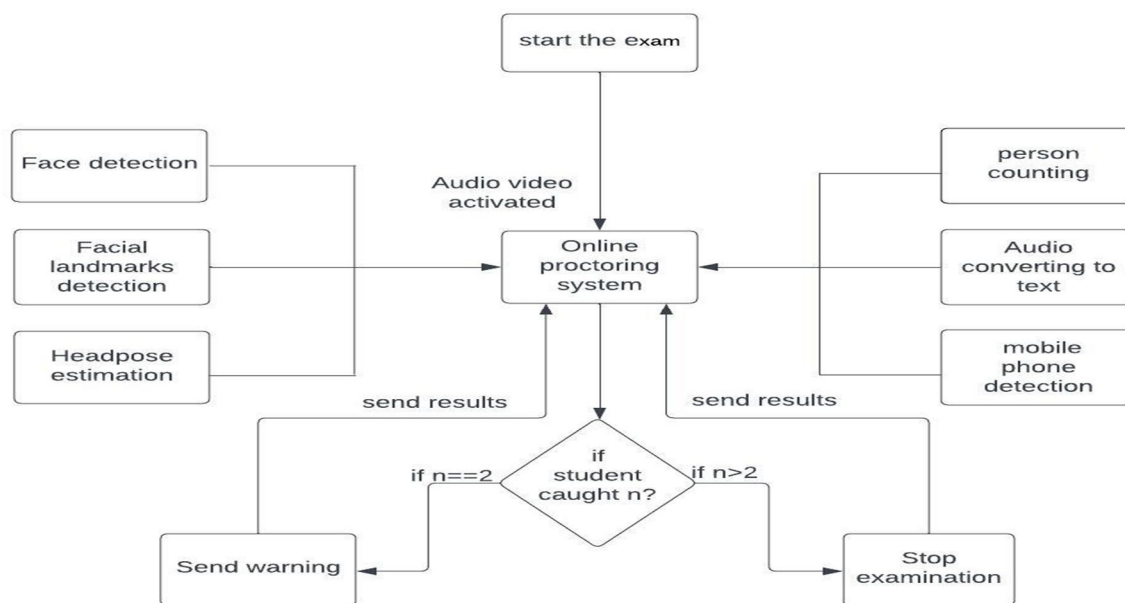 start the exam
Face detection
person
counting
Audio video
activated
Facial
landmarks
detection
Online
proctoring
system
Audio
converting to
text
Headpose
estimation
mobile
phone
detection
send results
send results
if n==2
if
student
caught n?
if n>2
Send warning
Stop
examination